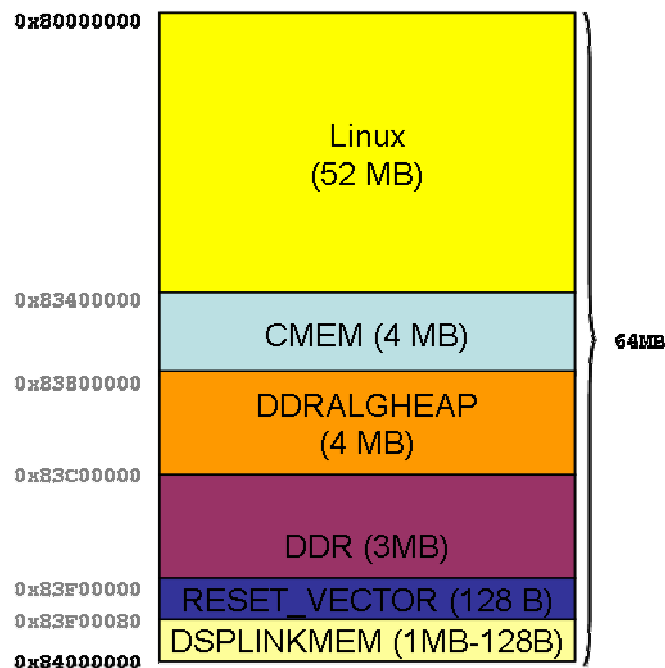 0x80000000
Linux
(52 MB)
0x83400000
CMEM (4 MB)
64MB
0x83800000
DDRALGHEAP
(4 MB)
0x83C00000
DDR (3MB)
0x83F00000
RESET_VECTOR (128 B)
0x83F00080
DSPLINKMEM (1MB-128B)
0x84000000